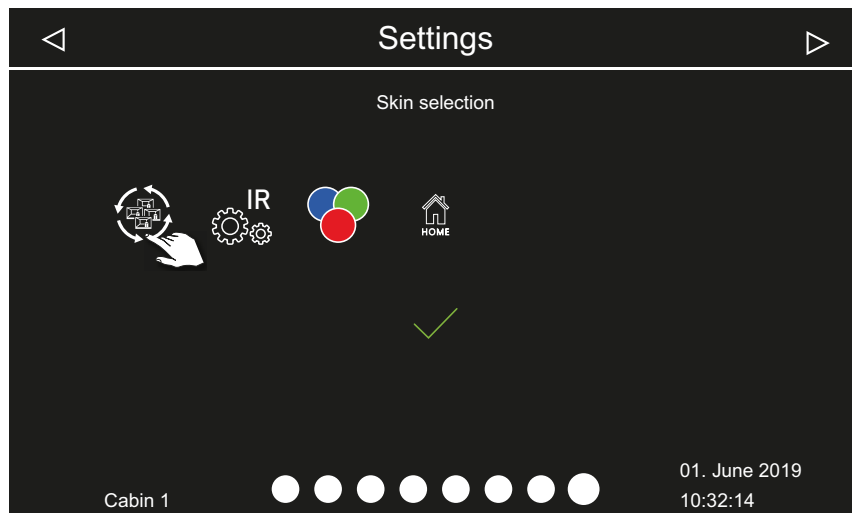 Settings
Skin selection
IR
HOME
01. June 2019
Cabin 1
10:32:14